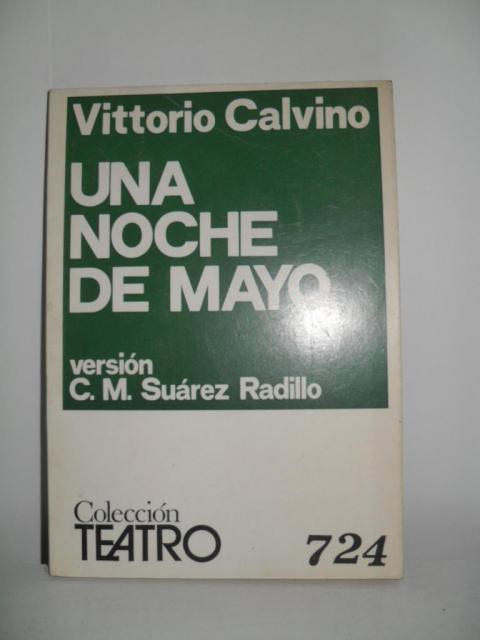 Vittorio Calvino
UNA
NOCHE
DE MAYO
versión
C. M. Suárez Radillo
Colección
TEATRO
724